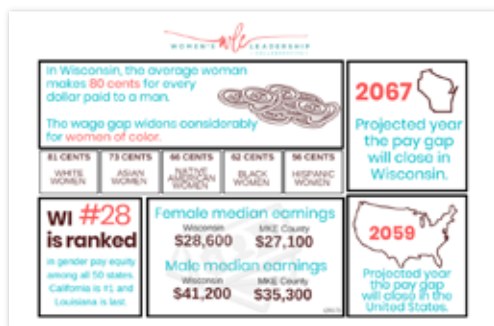 WOMEN'S wlc LEADERSHIP
COLLABORATIVE
In Wisconsin, the average woman
makes 80 cents for every
dollar paid to a man.
The wage gap widens considerably
for women of color.
81 CENTS
WHITE
WOMEN
73 CENTS
ASIAN
WOMEN
66 CENTS
NATIVE
AMERICAN
WOMEN
62 CENTS
BLACK
WOMEN
56 CENTS
HISPANIC
WOMEN
2067
Projected year
the pay gap
will close in
Wisconsin.
WI #28
is ranked
in gender pay equity
among all 50 states.
California is #1 and
Louisiana is last.
Female median earnings
Wisconsin MKE County
$28,600 $27,100
Male median earnings
Wisconsin MKE County
$41,200 $35,300
2059
Projected year
the pay gap
will close in the
United States.